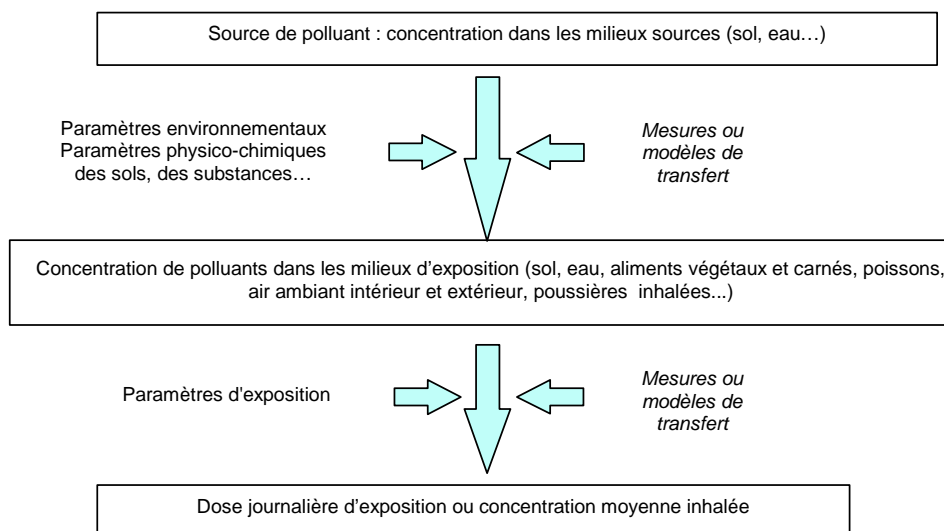 Source de polluant : concentration dans les milieux sources (sol, eau…)
Paramètres environnementaux
Paramètres physico-chimiques
des sols, des substances…
Mesures ou
modèles de
transfert
Concentration de polluants dans les milieux d’exposition (sol, eau, aliments végétaux et carnés, poissons,
air ambiant intérieur et extérieur, poussières inhalées...)
Paramètres d'exposition
Mesures ou
modèles de
transfert
Dose journalière d’exposition ou concentration moyenne inhalée